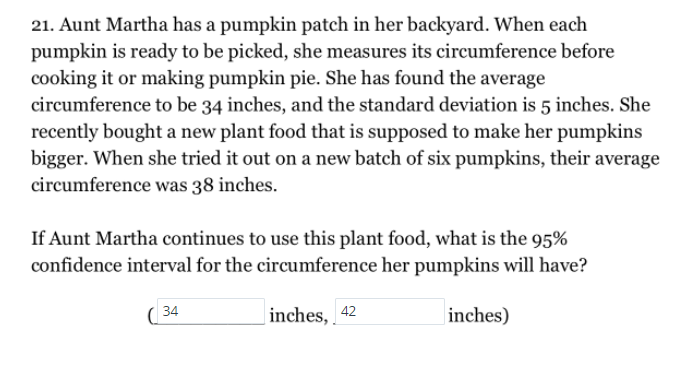 21. Aunt Martha has a pumpkin patch in her backyard. When each
pumpkin is ready to be picked, she measures its circumference before
cooking it or making pumpkin pie. She has found the average
circumference to be 34 inches, and the standard deviation is 5 inches. She
recently bought a new plant food that is supposed to make her pumpkins
bigger. When she tried it out on a new batch of six pumpkins, their average
circumference was 38 inches.
If Aunt Martha continues to use this plant food, what is the 95%
confidence interval for the circumference her pumpkins will have?
( 34 inches, 42 inches)